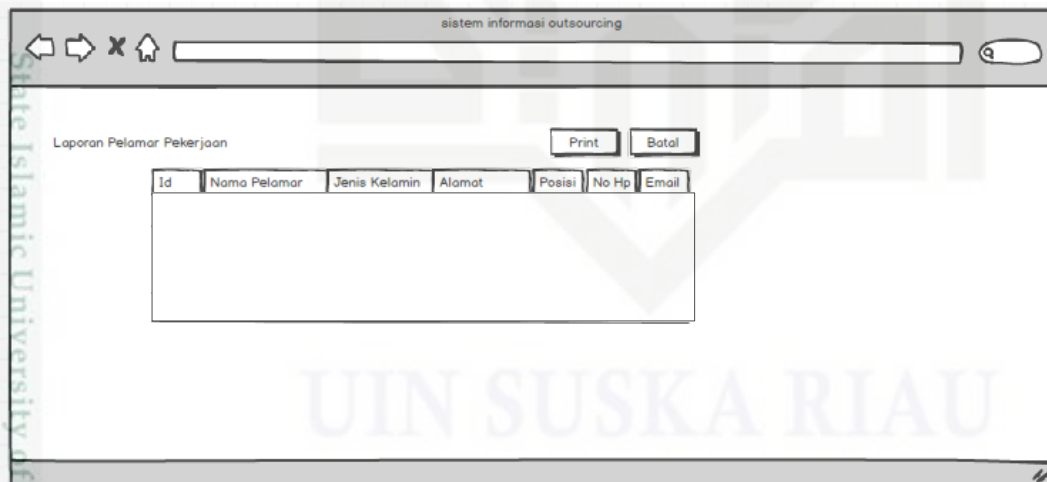 sistem informasi outsourcing
Laporan Pelamar Pekerjaan
Print
Batal
Id
Nama Pelamar
Jenis Kelamin
Alamat
Posisi
No Hp
Email
State Islamic University of
UIN SUSKA RIAU